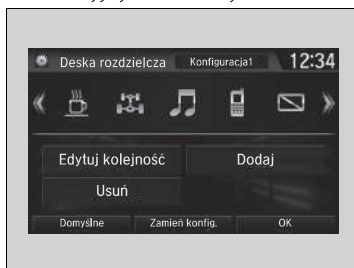 Deska rozdzielcza Konfiguracja1 12:34
Edytuj kolejność Dodaj
Usuń
Domyślne Zamień konfig. OK